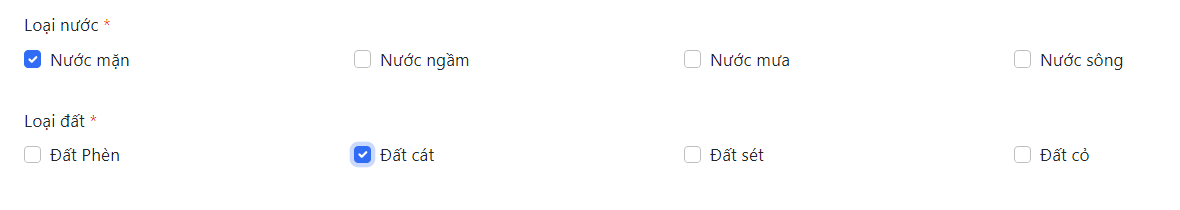 Loại nước *
Nước mặn Nước ngầm Nước mưa Nước sông
Loại đất *
Đất Phèn Đất cát Đất sét Đất cỏ